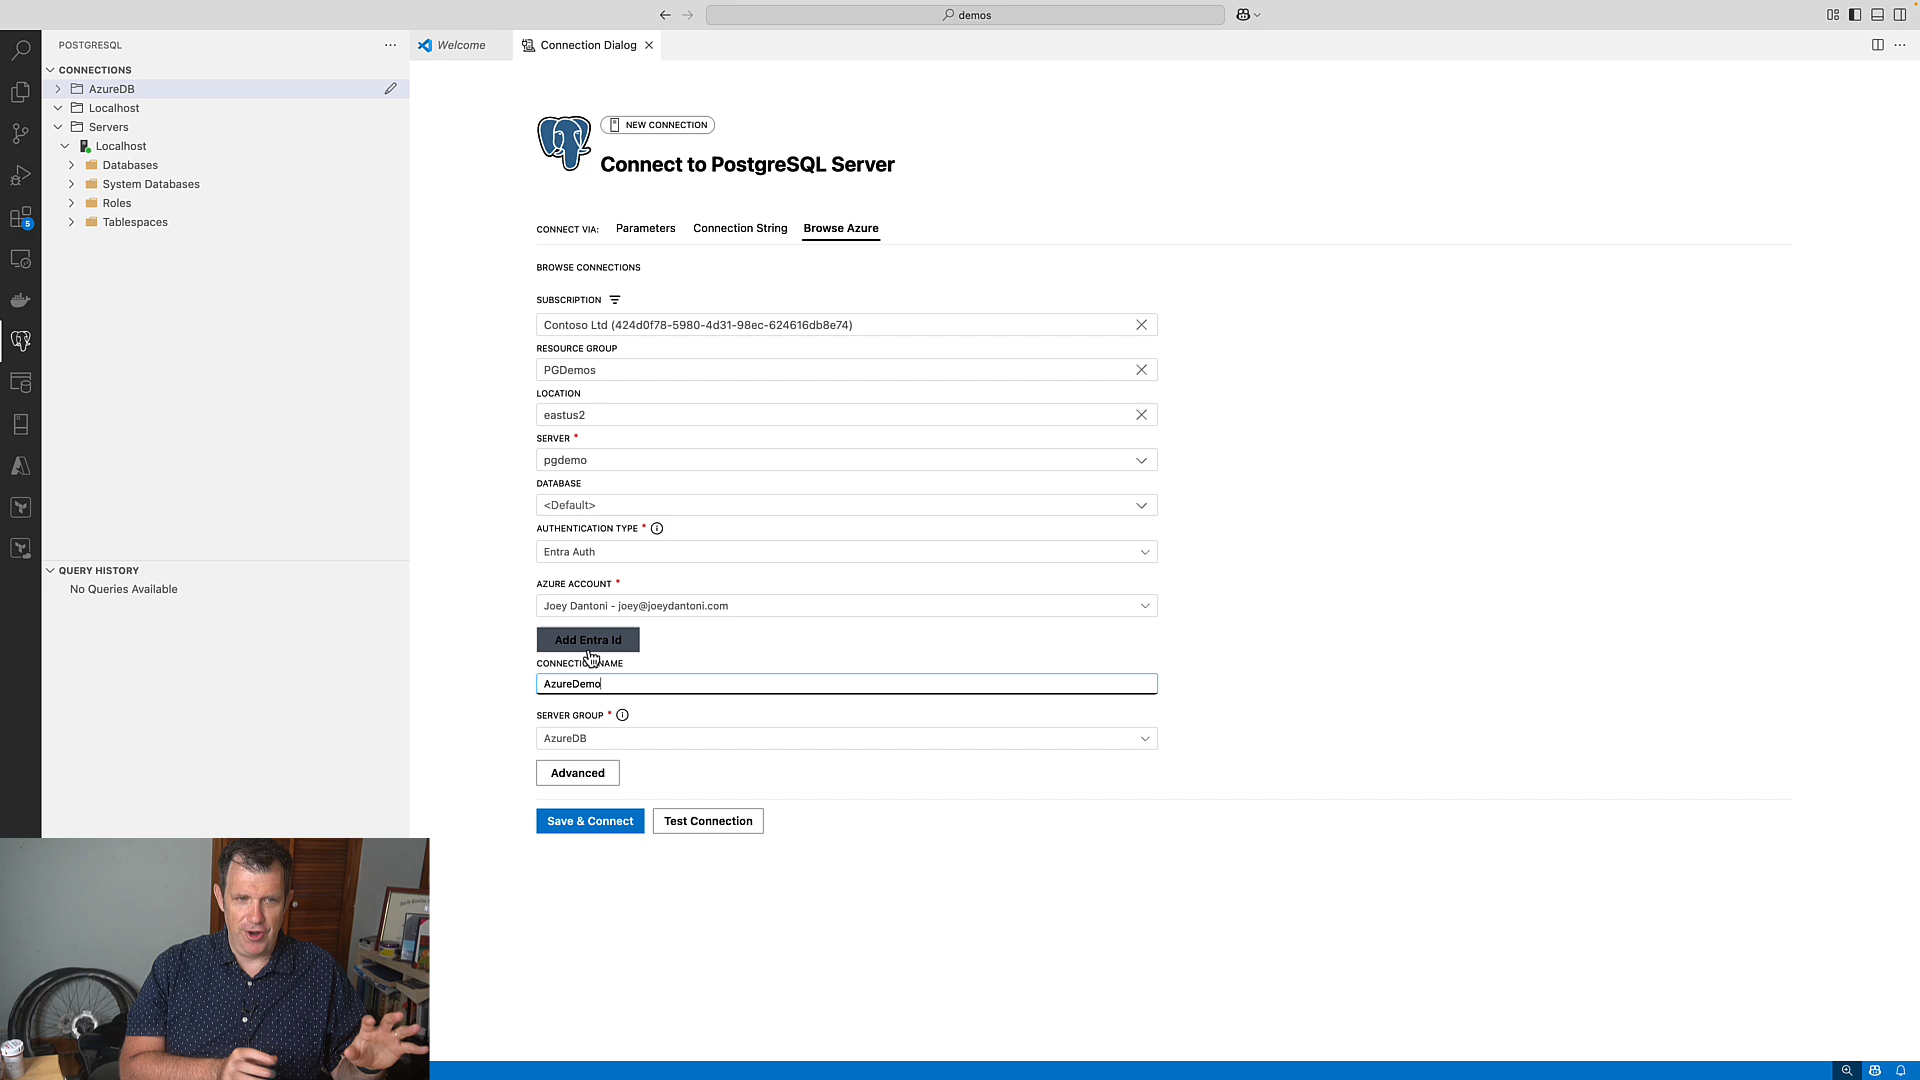 demos
POSTGRESQL
Welcome
Connection Dialog
CONNECTIONS
AzureDB
Localhost
Servers
Localhost
Databases
System Databases
Roles
Tablespaces
5
QUERY HISTORY
No Queries Available
NEW CONNECTION
Connect to PostgreSQL Server
CONNECT VIA: Parameters Connection String Browse Azure
BROWSE CONNECTIONS
SUBSCRIPTION
Contoso Ltd (424d0f78-5980-4d31-98ec-624616db8e74)
RESOURCE GROUP
PGDemos
LOCATION
eastus2
SERVER *
pgdemo
DATABASE
<Default>
AUTHENTICATION TYPE *
Entra Auth
AZURE ACCOUNT *
Joey Dantoni - joey@joeydantoni.com
Add Entra Id
CONNECTION NAME
AzureDemo
SERVER GROUP *
AzureDB
Advanced
Save & Connect Test Connection